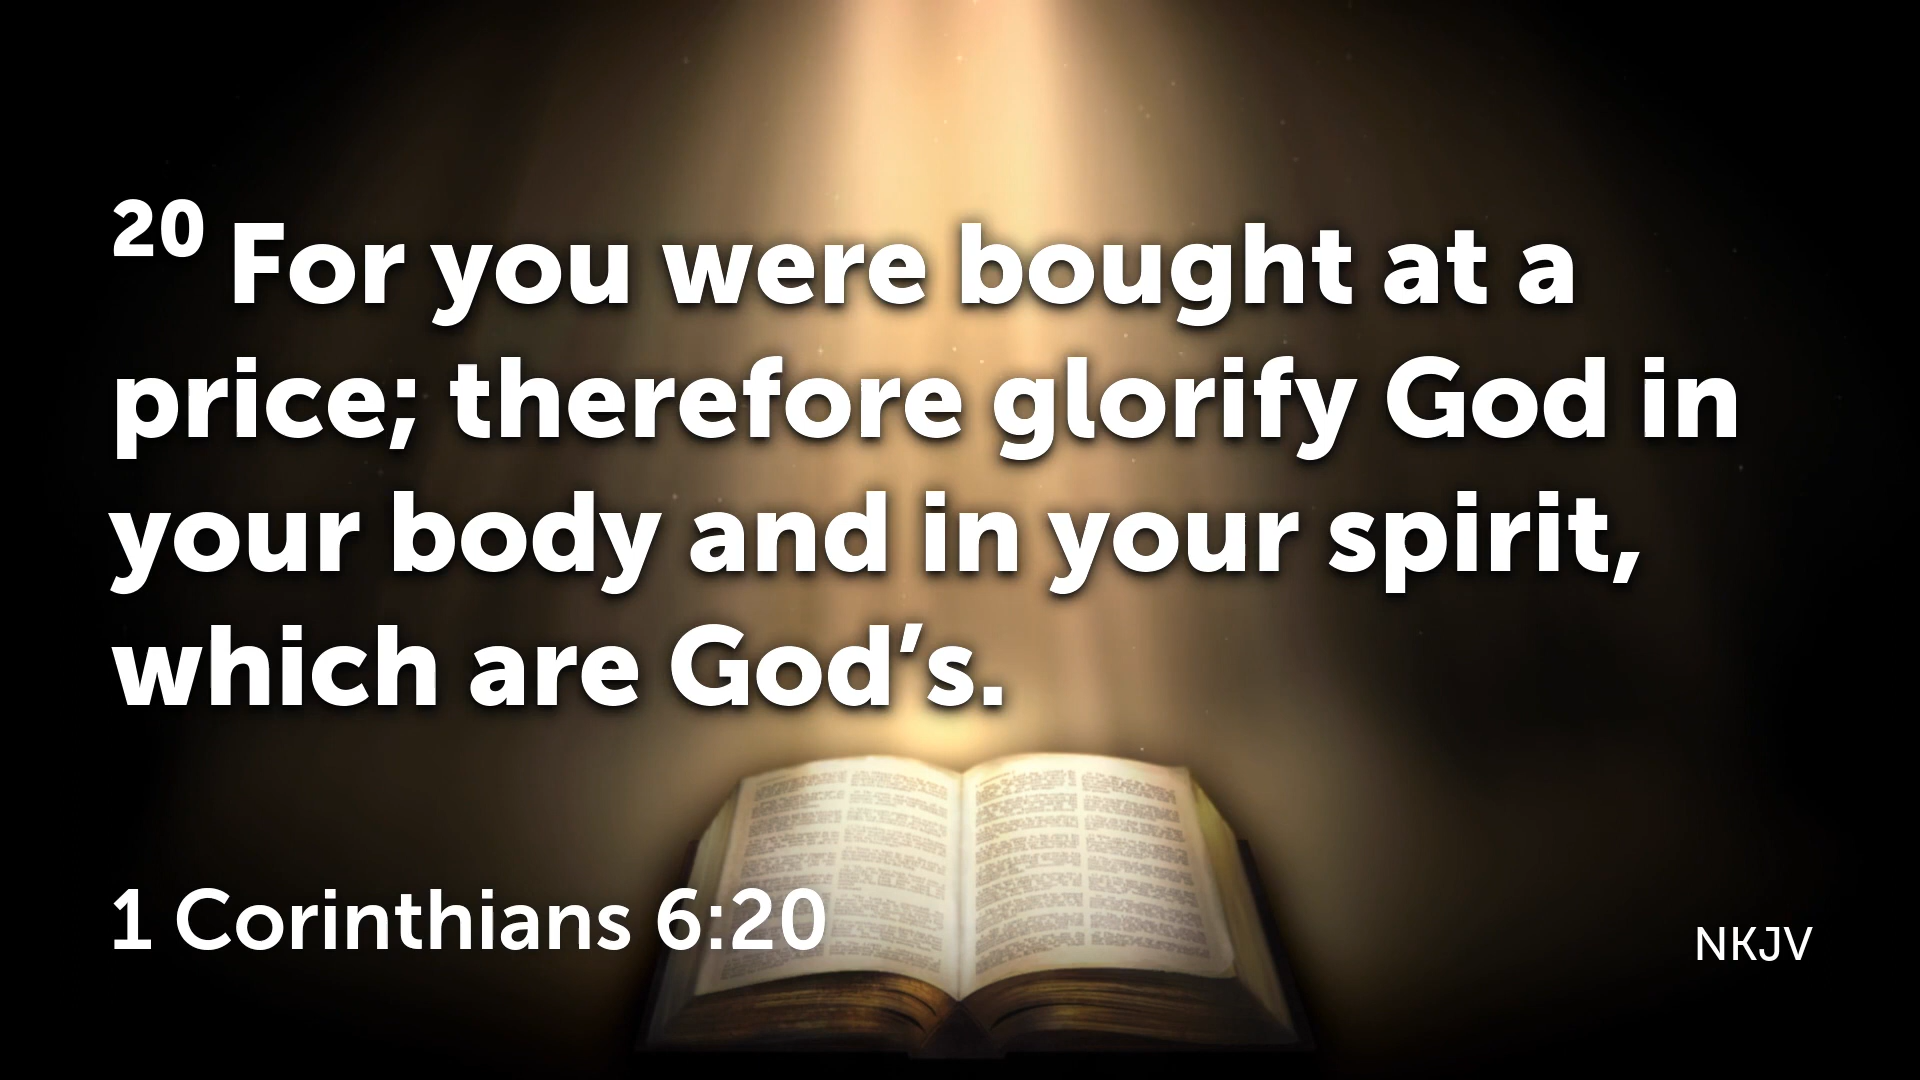 20 For you were bought at a
price; therefore glorify God in
your body and in your spirit,
which are God’s.
1 Corinthians 6:20
NKJV